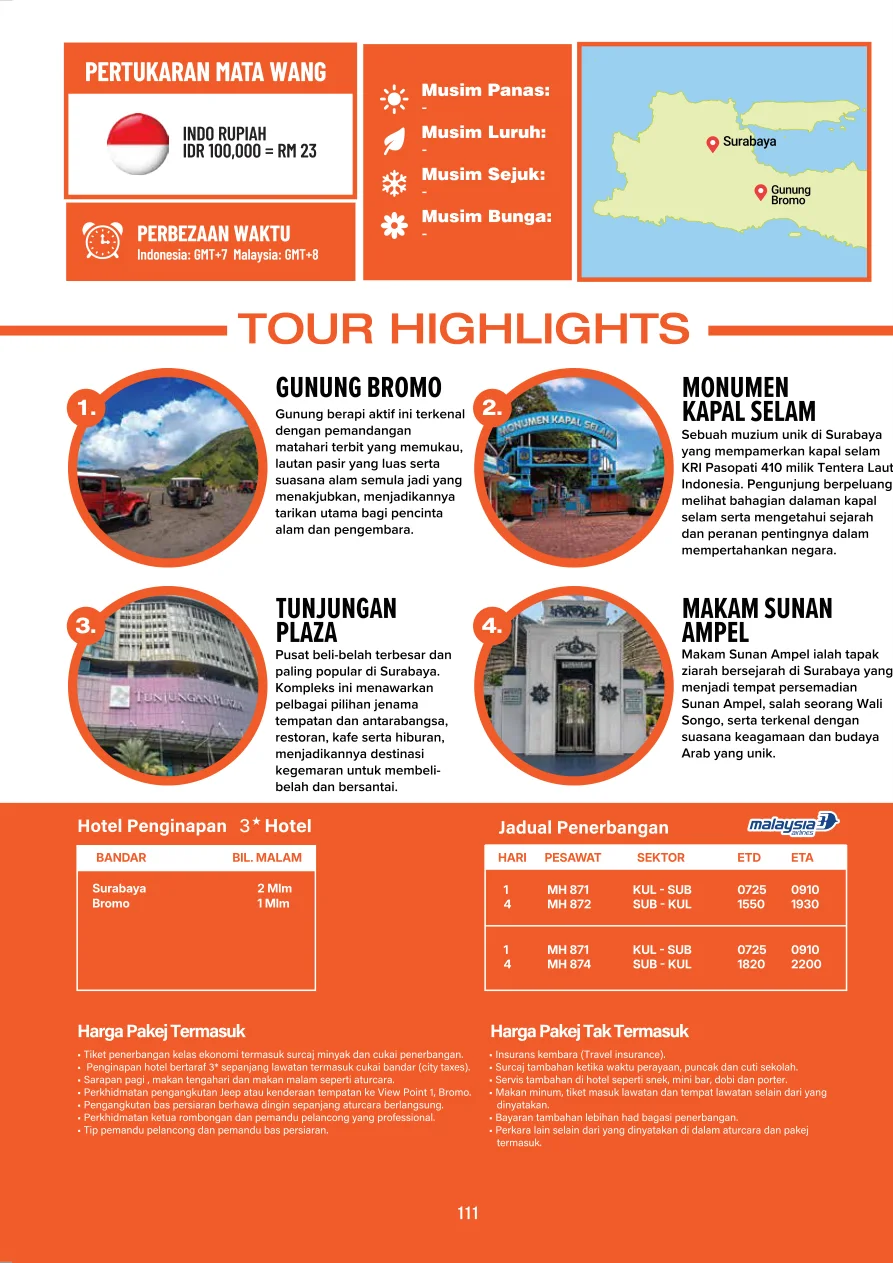 PERTUKARAN MATA WANG
INDO RUPIAH
IDR 100,000 = RM 23
PERBEZAAN WAKTU
Indonesia: GMT+7 Malaysia: GMT+8
Musim Panas:
-
Musim Luruh:
-
Musim Sejuk:
-
Musim Bunga:
-
Surabaya
Gunung
Bromo
TOUR HIGHLIGHTS
1.
GUNUNG BROMO
Gunung berapi aktif ini terkenal
dengan pemandangan
matahari terbit yang memukau,
lautan pasir yang luas serta
suasana alam semula jadi yang
menakjubkan, menjadikannya
tarikan utama bagi pencinta
alam dan pengembara.
2.
MONUMEN KAPAL SELAM
MONUMEN
KAPAL SELAM
Sebuah muzium unik di Surabaya
yang mempamerkan kapal selam
KRI Pasopati 410 milik Tentera Laut
Indonesia. Pengunjung berpeluang
melihat bahagian dalaman kapal
selam serta mengetahui sejarah
dan peranan pentingnya dalam
mempertahankan negara.
3.
TUNJUNGAN PLAZA
TUNJUNGAN
PLAZA
Pusat beli-belah terbesar dan
paling popular di Surabaya.
Kompleks ini menawarkan
pelbagai pilihan jenama
tempatan dan antarabangsa,
restoran, kafe serta hiburan,
menjadikannya destinasi
kegemaran untuk membeli-
belah dan bersantai.
4.
MAKAM SUNAN
AMPEL
Makam Sunan Ampel ialah tapak
ziarah bersejarah di Surabaya yang
menjadi tempat persemadian
Sunan Ampel, salah seorang Wali
Songo, serta terkenal dengan
suasana keagamaan dan budaya
Arab yang unik.
Hotel Penginapan 3★ Hotel
BANDAR BIL. MALAM
Surabaya 2 Mlm
Bromo 1 Mlm
Jadual Penerbangan
malaysia
airlines
HARI PESAWAT SEKTOR ETD ETA
1 MH 871 KUL - SUB 0725 0910
4 MH 872 SUB - KUL 1550 1930
1 MH 871 KUL - SUB 0725 0910
4 MH 874 SUB - KUL 1820 2200
Harga Pakej Termasuk
• Tiket penerbangan kelas ekonomi termasuk surcaj minyak dan cukai penerbangan.
• Penginapan hotel bertaraf 3* sepanjang lawatan termasuk cukai bandar (city taxes).
• Sarapan pagi , makan tengahari dan makan malam seperti aturcara.
• Perkhidmatan pengangkutan Jeep atau kenderaan tempatan ke View Point 1, Bromo.
• Pengangkutan bas persiaran berhawa dingin sepanjang aturcara berlangsung.
• Perkhidmatan ketua rombongan dan pemandu pelancong yang professional.
• Tip pemandu pelancong dan pemandu bas persiaran.
Harga Pakej Tak Termasuk
• Insurans kembara (Travel insurance).
• Surcaj tambahan ketika waktu perayaan, puncak dan cuti sekolah.
• Servis tambahan di hotel seperti snek, mini bar, dobi dan porter.
• Makan minum, tiket masuk lawatan dan tempat lawatan selain dari yang
dinyatakan.
• Bayaran tambahan lebihan had bagasi penerbangan.
• Perkara lain selain dari yang dinyatakan di dalam aturcara dan pakej
termasuk.
111